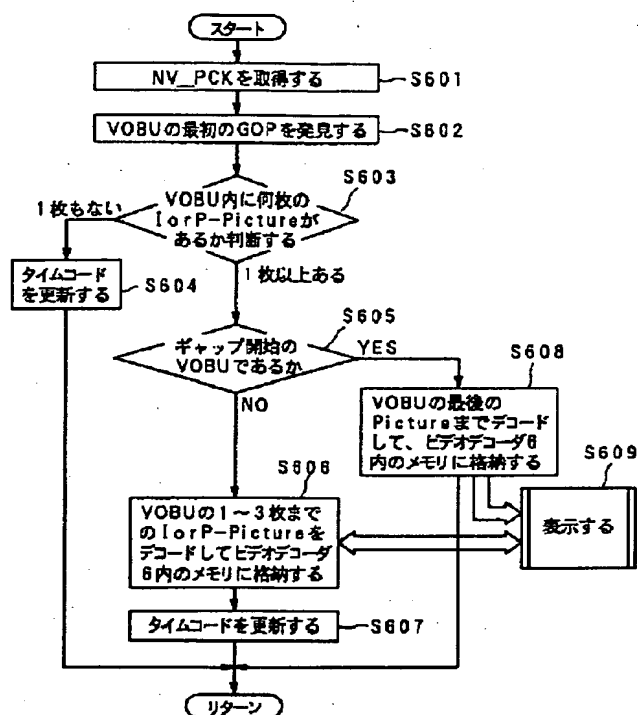 スタート
NV_PCKを取得する
S601
VOBUの最初のGOPを発見する
S602
S603
VOBU内に何枚の
IorP-Pictureが
あるか判断する
1枚もない
タイムコード
を更新する
S604
1枚以上ある
S605
ギャップ開始の
VOBUであるか
YES
NO
S608
VOBUの最後の
Pictureまでデコード
して、ビデオデコーダ6
内のメモリに格納する
S609
表示する
S606
VOBUの1~3枚まで
のIorP-Pictureを
デコードしてビデオデコーダ
6内のメモリに格納する
タイムコードを更新する
S607
リターン